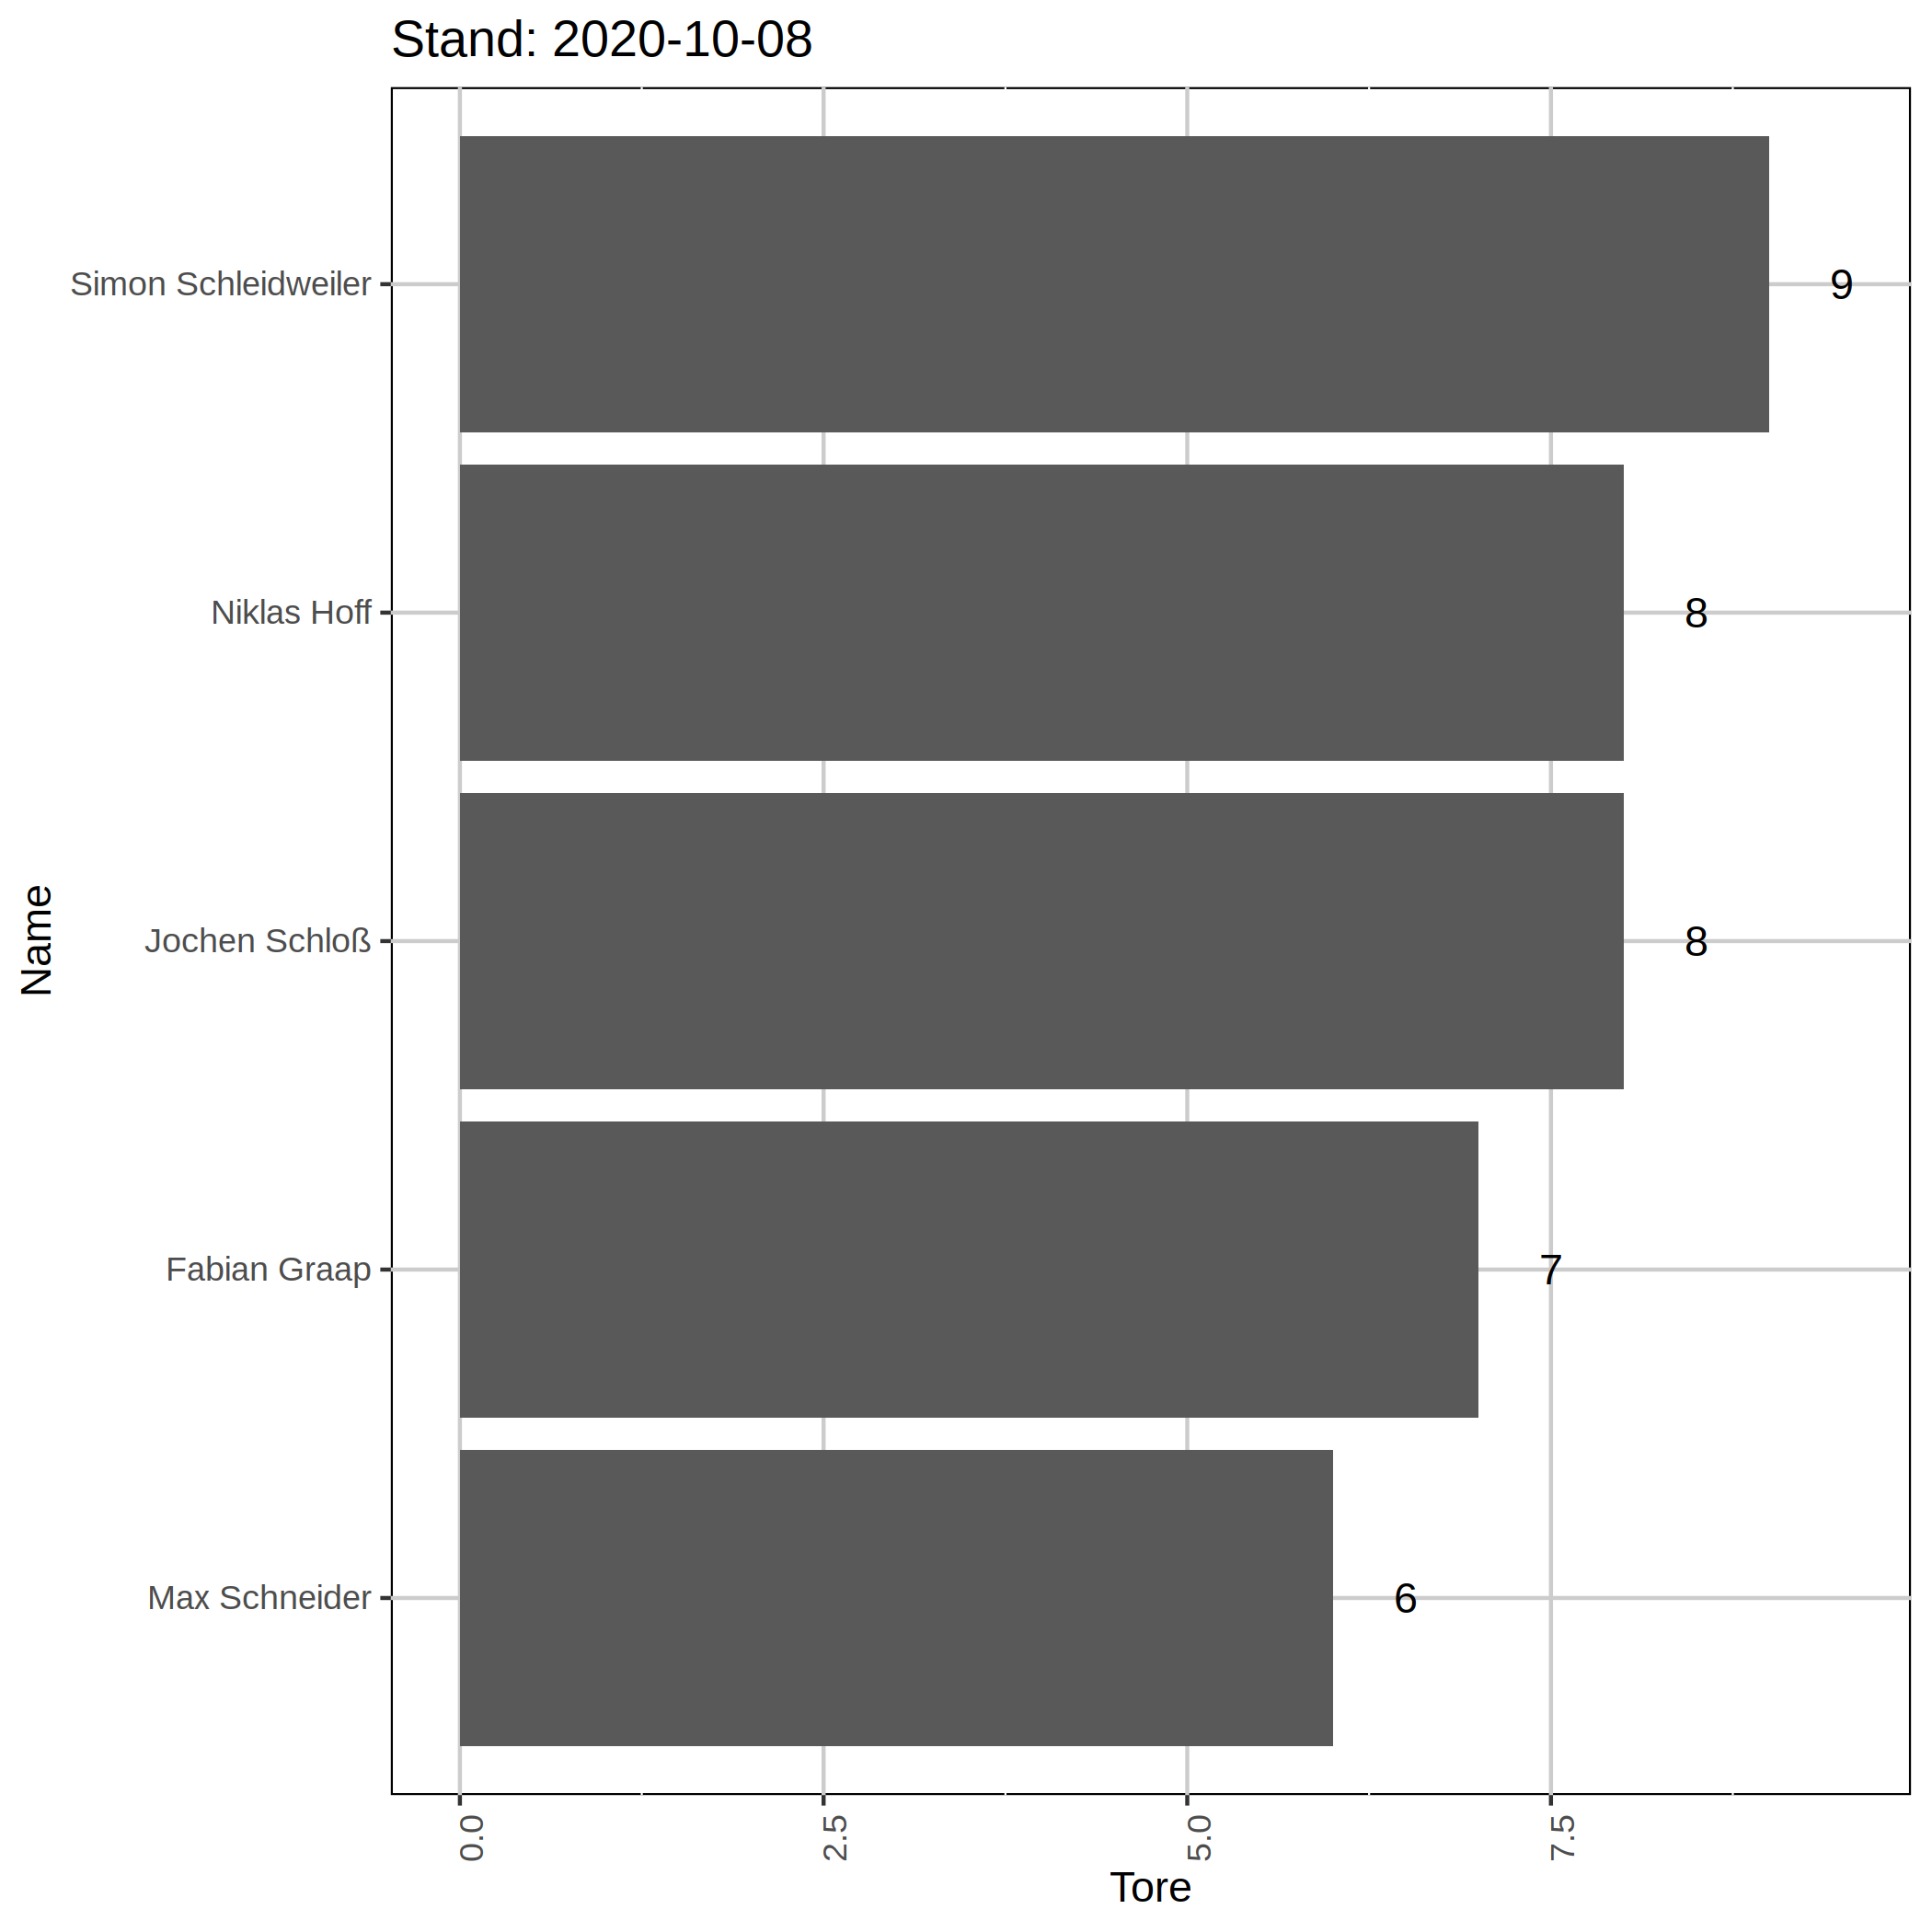 Stand: 2020-10-08
Simon Schleidweiler
9
Niklas Hoff
8
Jochen Schloß
8
Fabian Graap
7
Max Schneider
6
Name
0.0
2.5
5.0
7.5
Tore